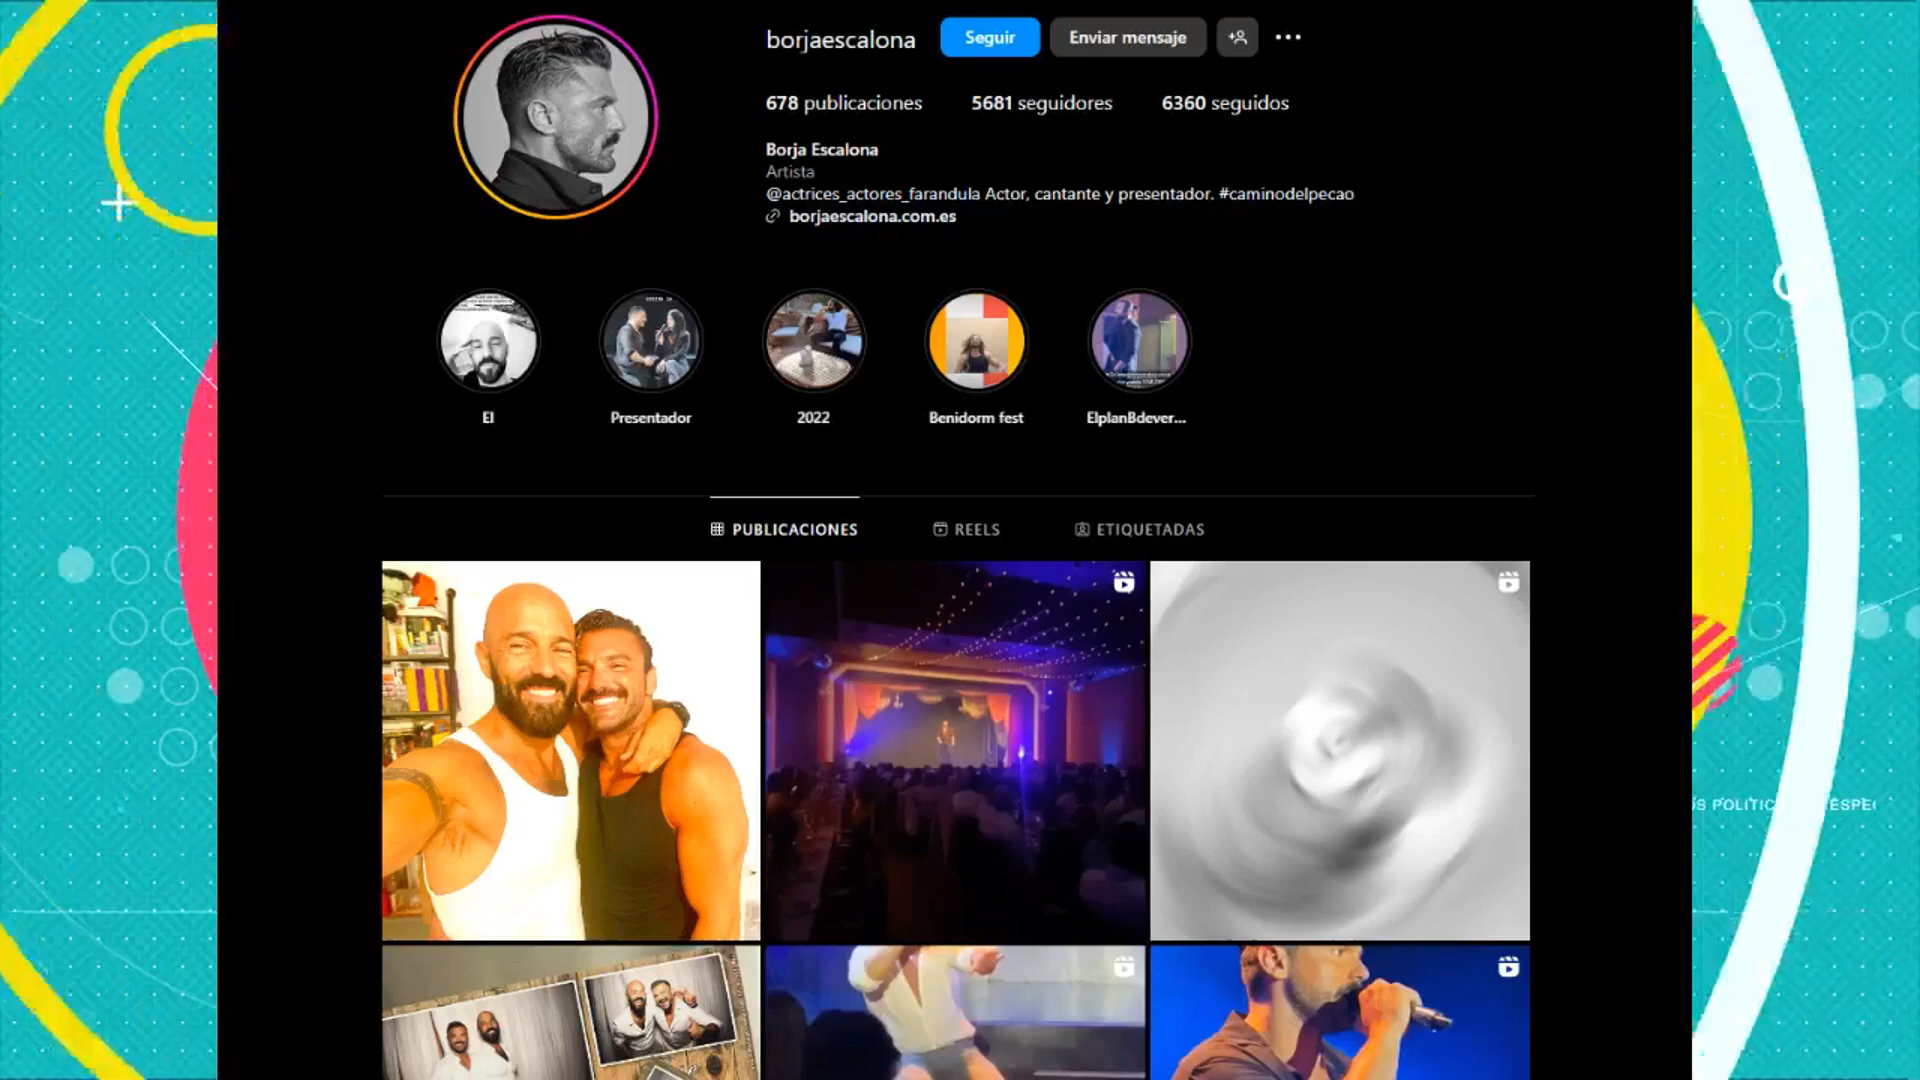 borjaescalona
Seguir
Enviar mensaje
678 publicaciones
5681 seguidores
6360 seguidos
Borja Escalona
Artista
@actrices_actores_farandula Actor, cantante y presentador. #caminodelpecao
borjaescalona.com.es
El
Presentador
2022
Benidorm fest
ElplanBdever...
PUBLICACIONES
REELS
ETIQUETADAS